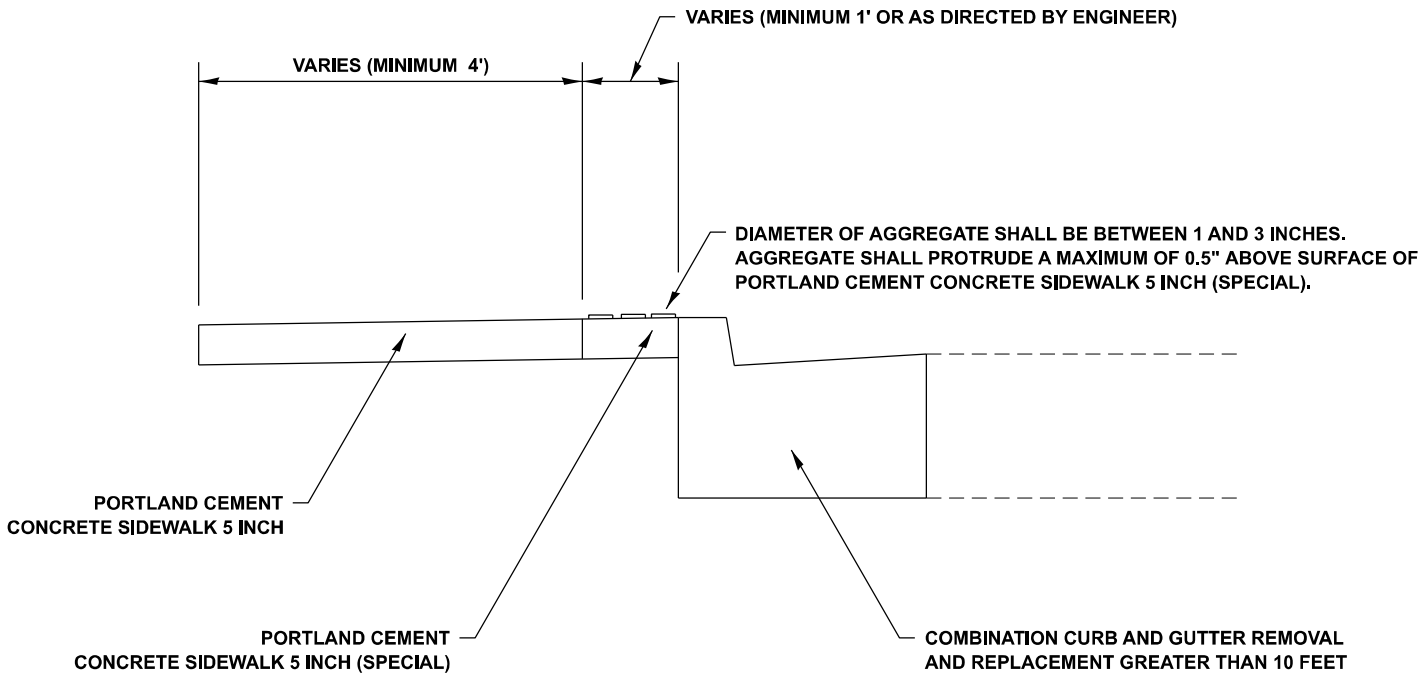 VARIES (MINIMUM 1' OR AS DIRECTED BY ENGINEER)
VARIES (MINIMUM 4')
DIAMETER OF AGGREGATE SHALL BE BETWEEN 1 AND 3 INCHES.
AGGREGATE SHALL PROTRUDE A MAXIMUM OF 0.5" ABOVE SURFACE OF
PORTLAND CEMENT CONCRETE SIDEWALK 5 INCH (SPECIAL).
PORTLAND CEMENT
CONCRETE SIDEWALK 5 INCH
PORTLAND CEMENT
CONCRETE SIDEWALK 5 INCH (SPECIAL)
COMBINATION CURB AND GUTTER REMOVAL
AND REPLACEMENT GREATER THAN 10 FEET